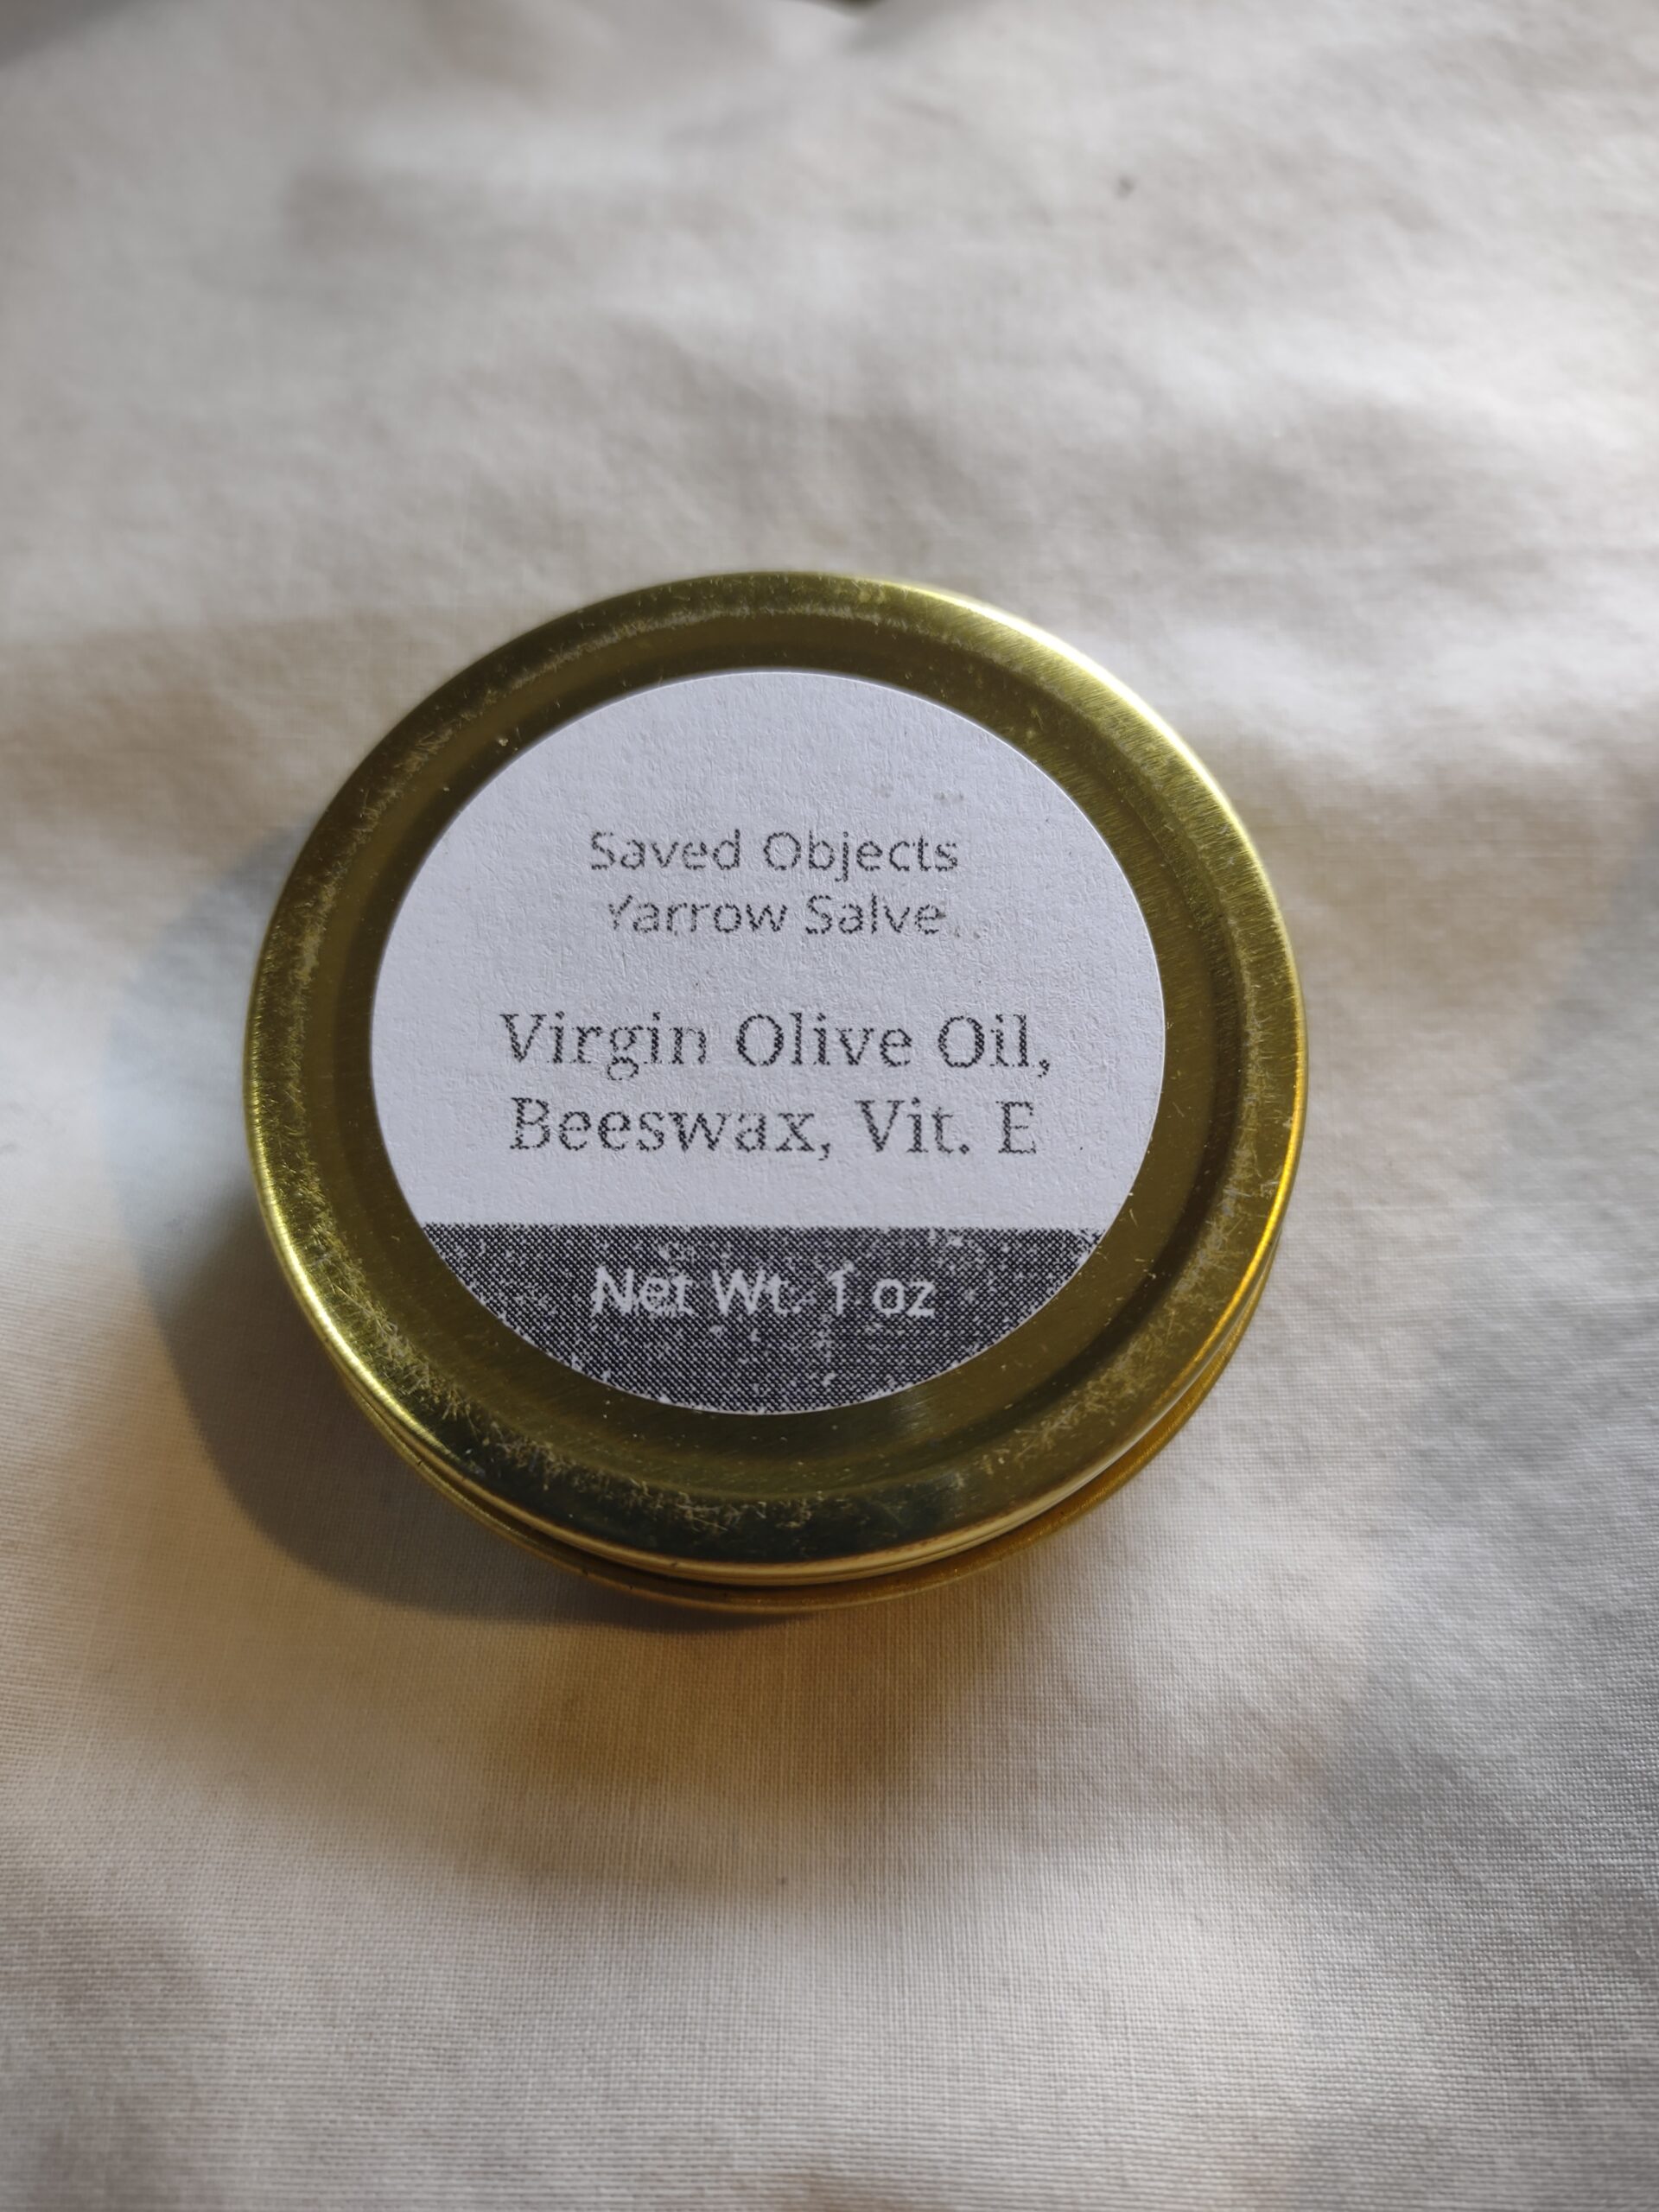 Saved Objects
Yarrow Salve
Virgin Olive Oil,
Beeswax, Vit. E
Net Wt. 1 oz